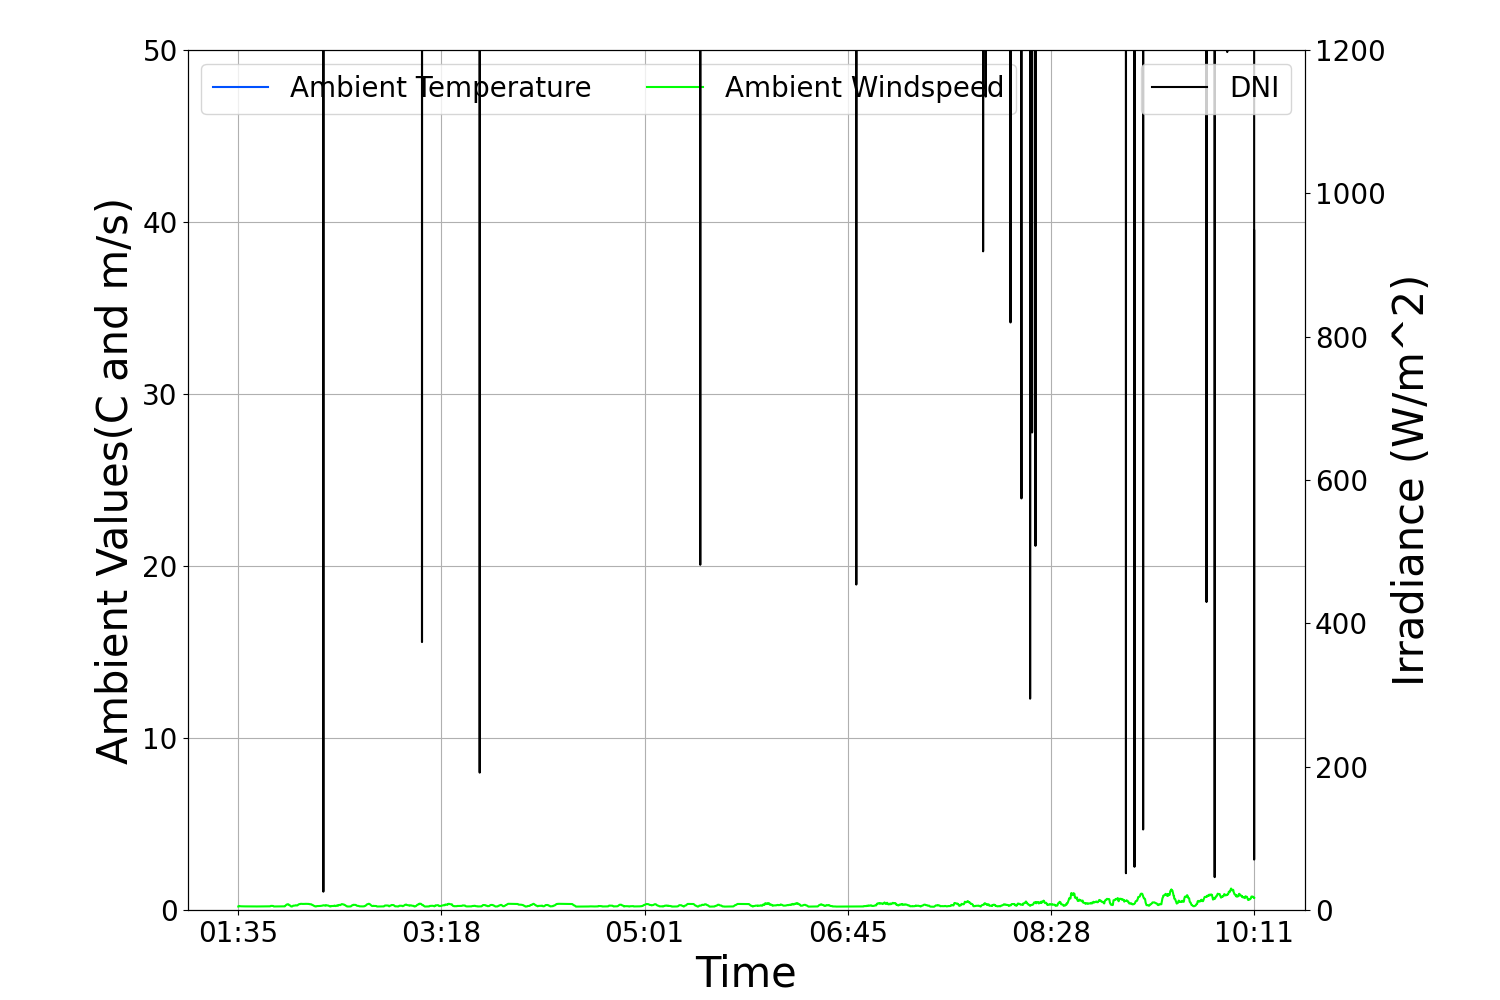 Ambient Temperature
Ambient Windspeed
DNI
Ambient Values(C and m/s)
50
40
30
20
10
0
1200
1000
800
600
400
200
0
Irradiance (W/m^2)
01:35 03:18 05:01 06:45 08:28 10:11
Time